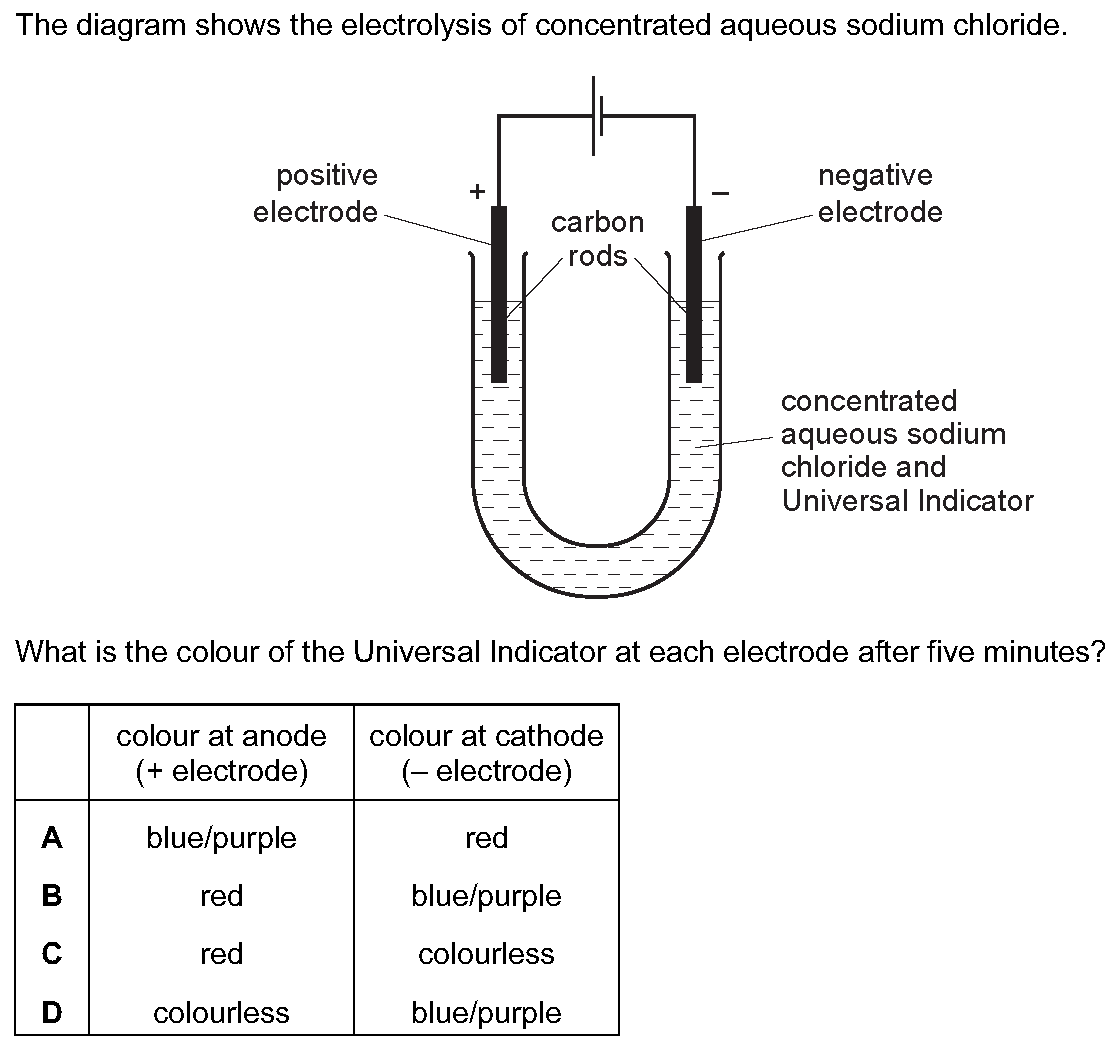 The diagram shows the electrolysis of concentrated aqueous sodium chloride.
positive
electrode
+
–
negative
electrode
carbon
rods
concentrated
aqueous sodium
chloride and
Universal Indicator
What is the colour of the Universal Indicator at each electrode after five minutes?
colour at anode
(+ electrode)
colour at cathode
(– electrode)
A blue/purple red
B red blue/purple
C red colourless
D colourless blue/purple